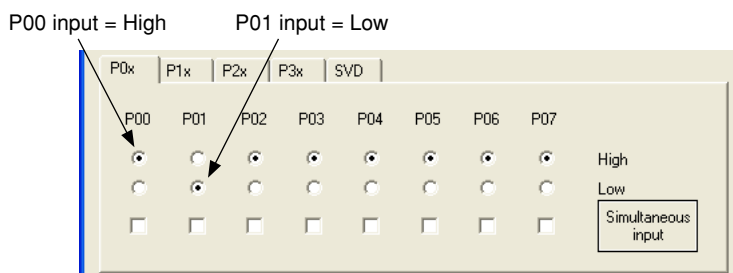 P00 input = High P01 input = Low
P0x P1x P2x P3x SVD
P00 P01 P02 P03 P04 P05 P06 P07
High
Low
Simultaneous
input